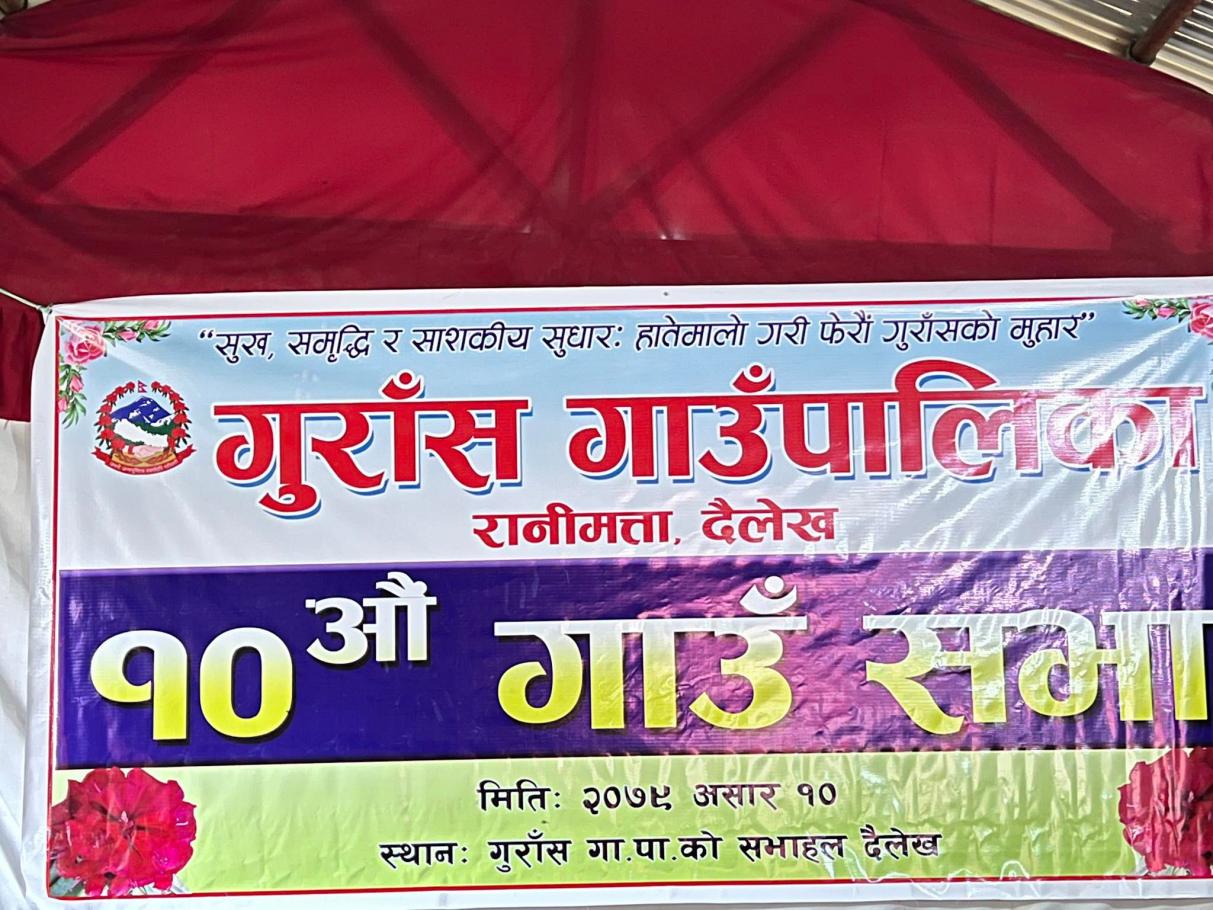 “सुख, समृद्धि र साशकीय सुधारः हातेमालो गरी फेरौं गुराँसको मुहार”
गुराँस गाउँपालिका
रानीमत्ता, दैलेख
१०औं गाउँ सभा
मितिः २०७९ असार १०
स्थानः गुराँस गा.पा.को सभाहल दैलेख